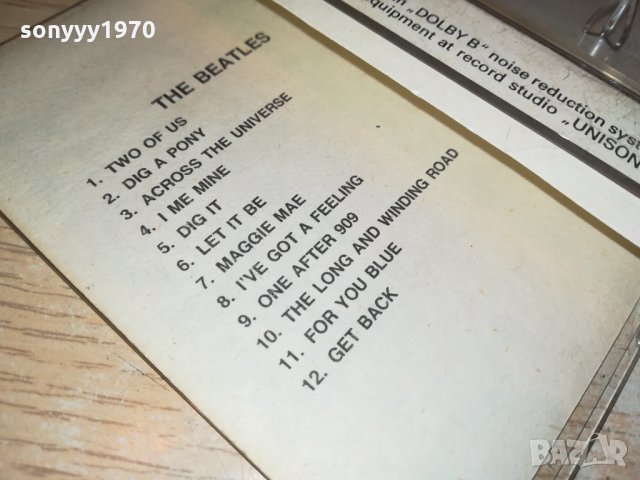 sonyyy1970
„DOLBY B" noise reduction
equipment at record studio „UNISON
THE BEATLES
1. TWO OF US
2. DIG A PONY
3. ACROSS THE UNIVERSE
4. I ME MINE
5. DIG IT
6. LET IT BE
7. MAGGIE MAE
8. I'VE GOT A FEELING
9. ONE AFTER 909
10. THE LONG AND WINDING ROAD
11. FOR YOU BLUE
12. GET BACK
BAZAR